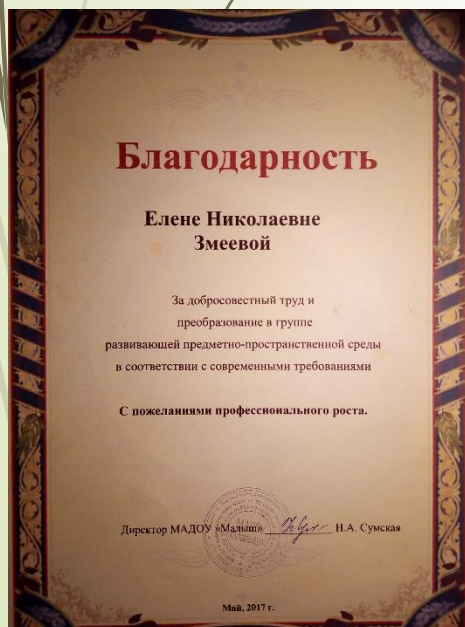 Благодарность
Елене Николаевне
Змеевой
За добросовестный труд и
преобразование в группе
развивающей предметно-пространственной среды
в соответствии с современными требованиями
С пожеланиями профессионального роста.
Директор МАДОУ «Малыш» Н.А. Сумская
Май, 2017 г.